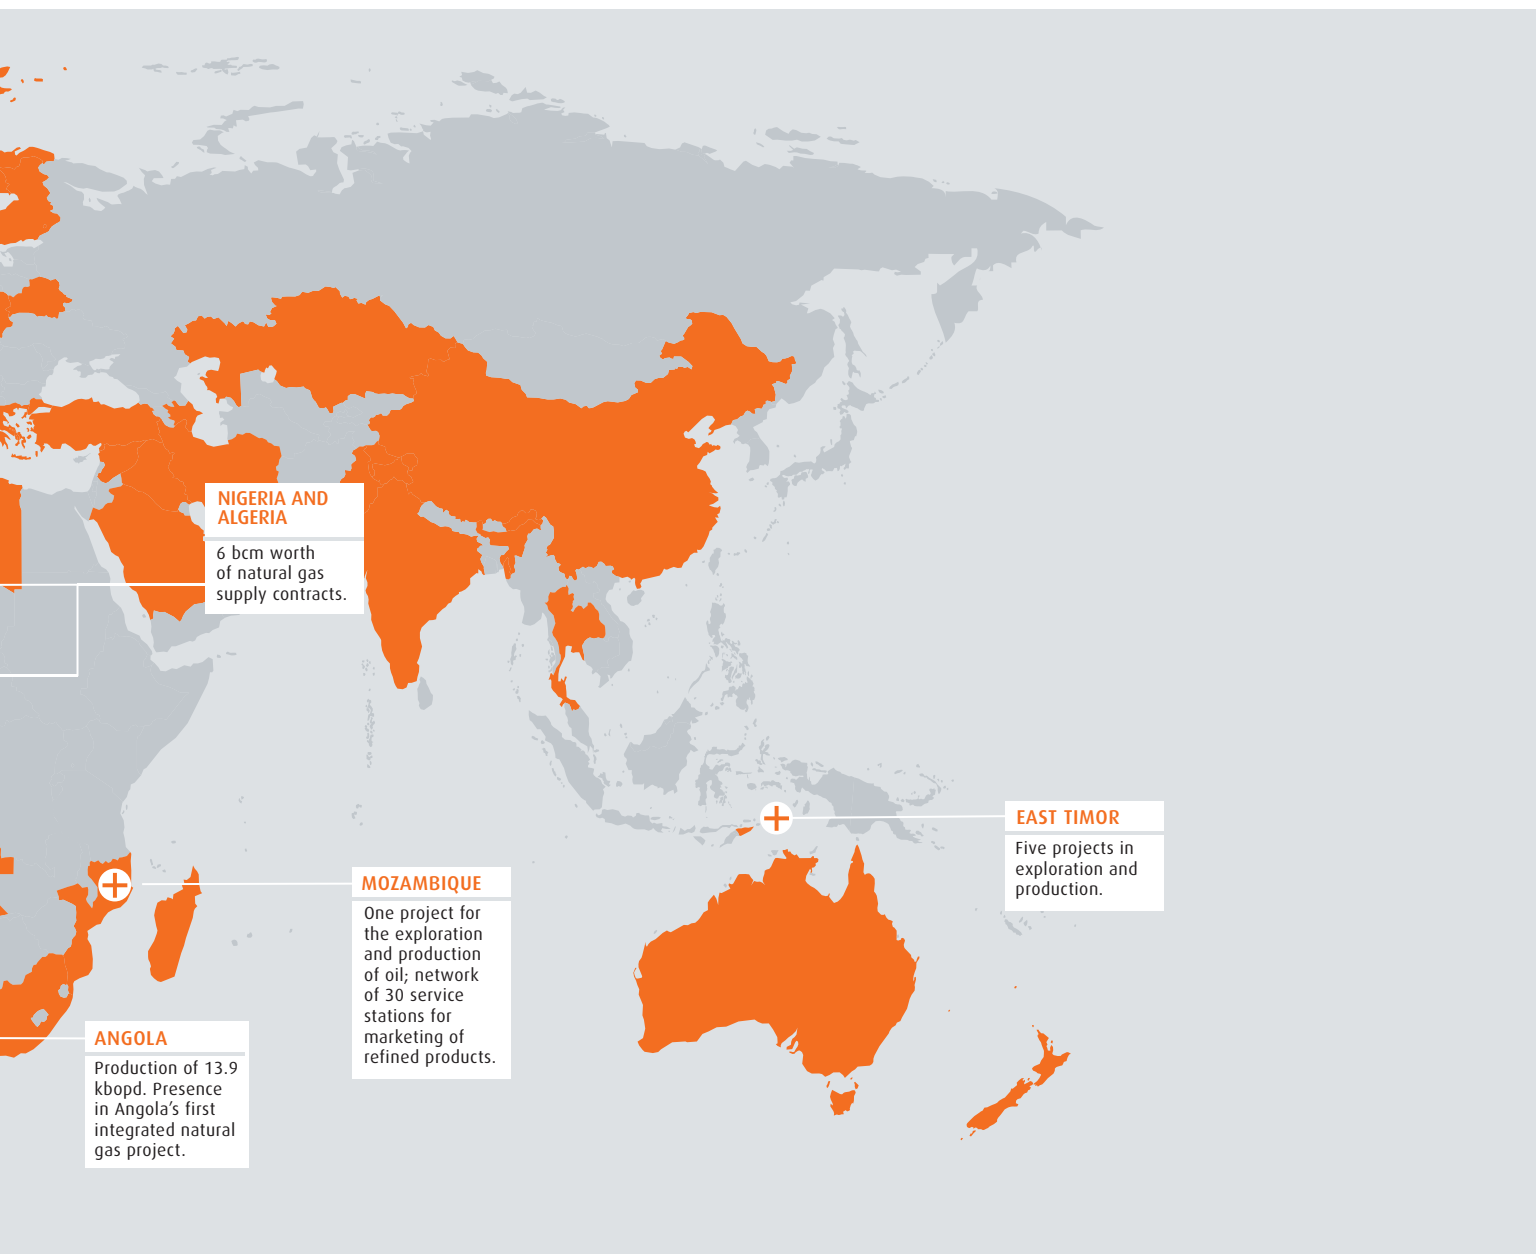 NIGERIA AND
ALGERIA
6 bcm worth
of natural gas
supply contracts.
EAST TIMOR
Five projects in
exploration and
production.
MOZAMBIQUE
One project for
the exploration
and production
of oil; network
of 30 service
stations for
marketing of
refined products.
ANGOLA
Production of 13.9
kbopd. Presence
in Angola’s first
integrated natural
gas project.